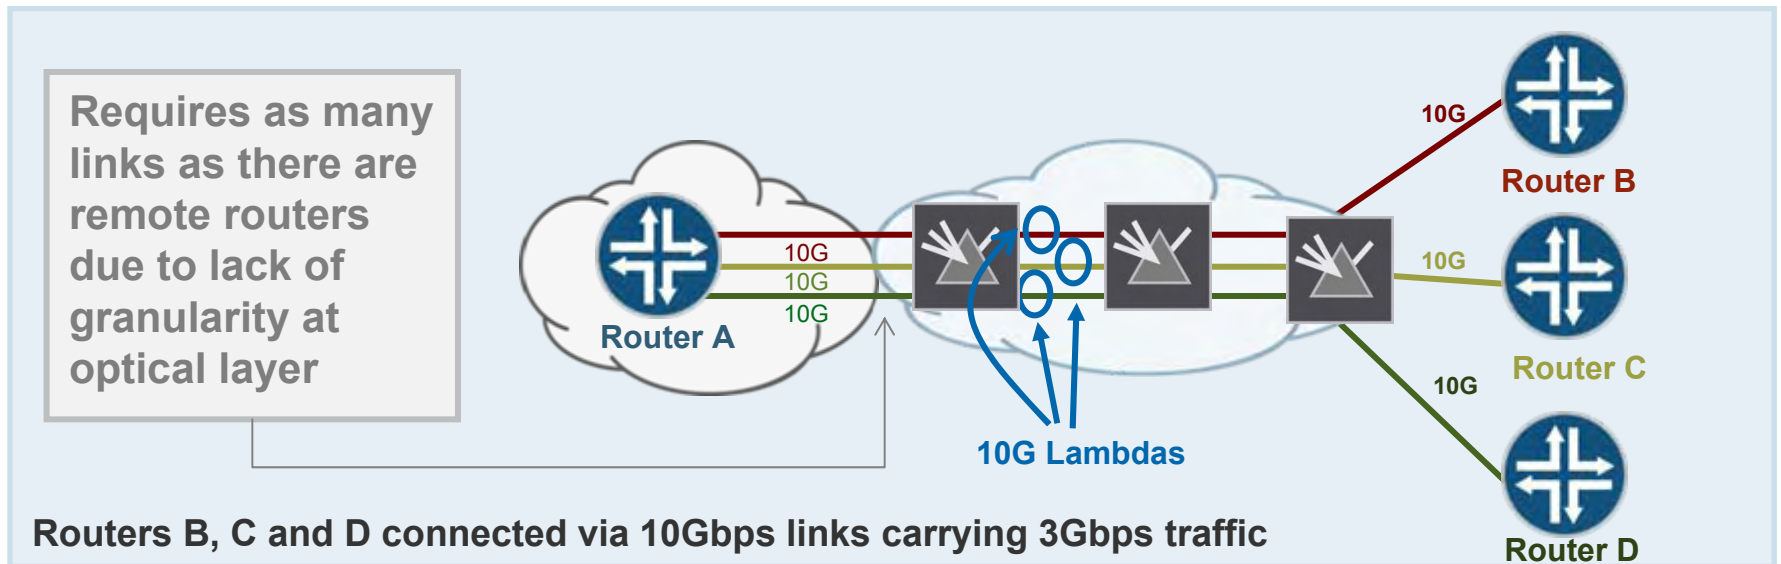 Requires as many
links as there are
remote routers
due to lack of
granularity at
optical layer
Router A
10G
10G
10G
10G Lambdas
10G
Router B
10G
Router C
10G
Router D
Routers B, C and D connected via 10Gbps links carrying 3Gbps traffic